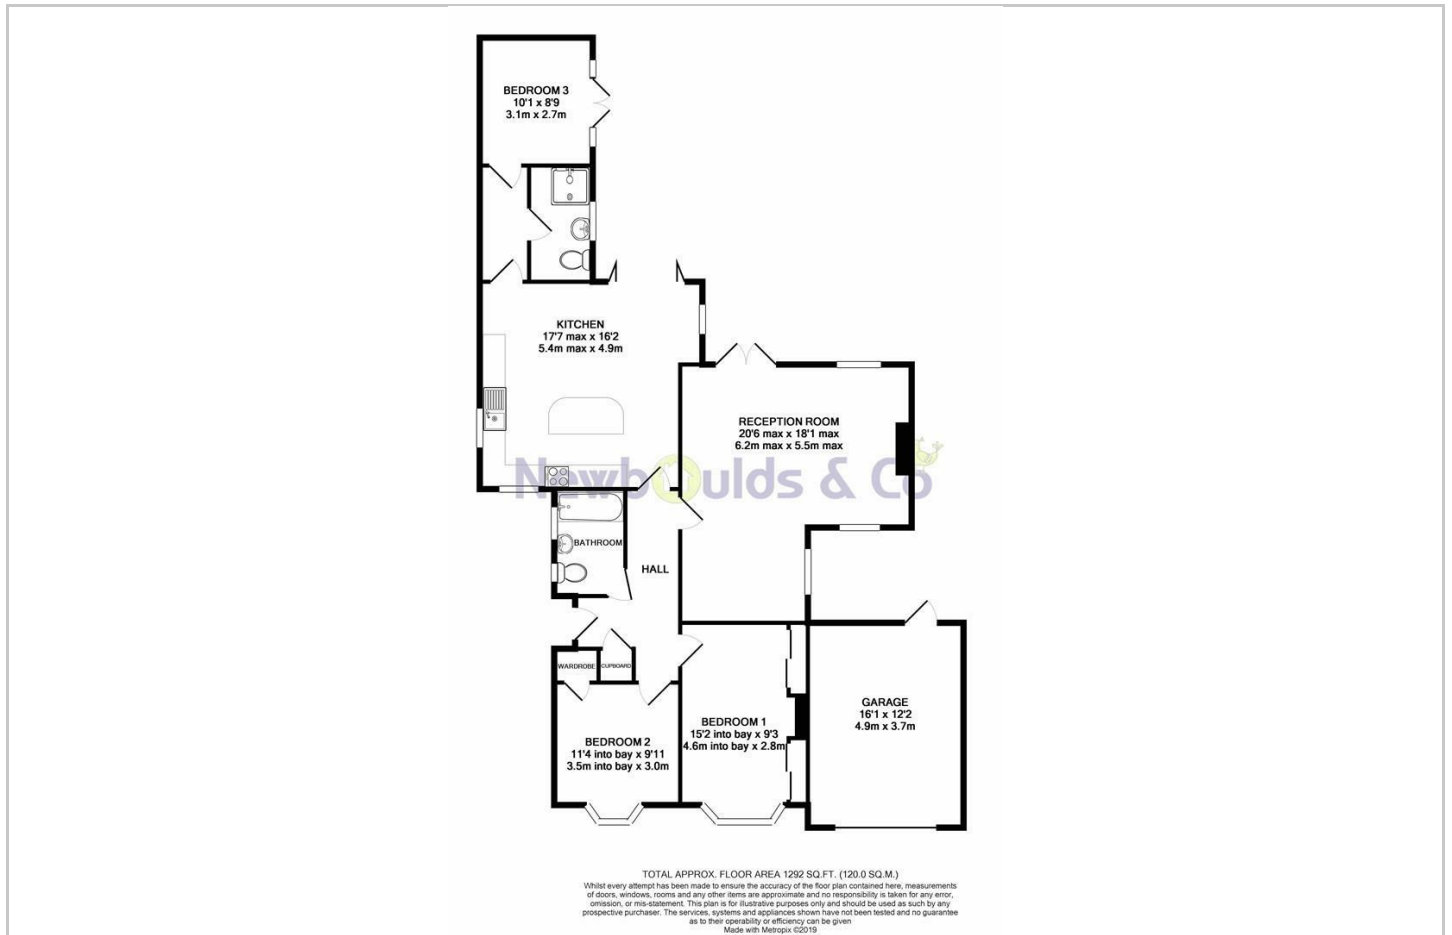 BEDROOM 3
10'1 x 8'9
3.1m x 2.7m
KITCHEN
17'7 max x 16'2
5.4m max x 4.9m
RECEPTION ROOM
20'6 max x 18'1 max
6.2m max x 5.5m max
Newboulds & Co
BATHROOM
HALL
WARDROBE
CUPBOARD
BEDROOM 2
11'4 into bay x 9'11
3.5m into bay x 3.0m
BEDROOM 1
15'2 into bay x 9'3
4.6m into bay x 2.8m
GARAGE
16'1 x 12'2
4.9m x 3.7m
TOTAL APPROX. FLOOR AREA 1292 SQ.FT. (120.0 SQ.M.)
Whilst every attempt has been made to ensure the accuracy of the floor plan contained here, measurements
of doors, windows, rooms and any other items are approximate and no responsibility is taken for any error,
omission, or mis-statement. This plan is for illustrative purposes only and should be used as such by any
prospective purchaser. The services, systems and appliances shown have not been tested and no guarantee
as to their operability or efficiency can be given
Made with Metropix ©2019